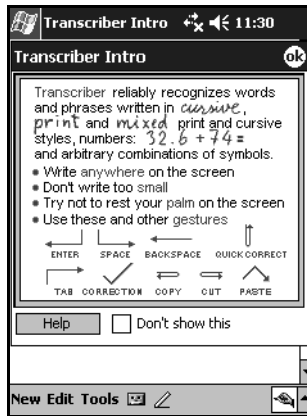 Transcriber Intro 11:30
Transcriber Intro ok
Transcriber reliably recognizes words
and phrases written in cursive,
print and mixed print and cursive
styles, numbers: 32.6 + 74 =
and arbitrary combinations of symbols.
• Write anywhere on the screen
• Don't write too small
• Try not to rest your palm on the screen
• Use these and other gestures
ENTER SPACE BACKSPACE QUICK CORRECT
TAB CORRECTION COPY CUT PASTE
Help Don't show this
New Edit Tools